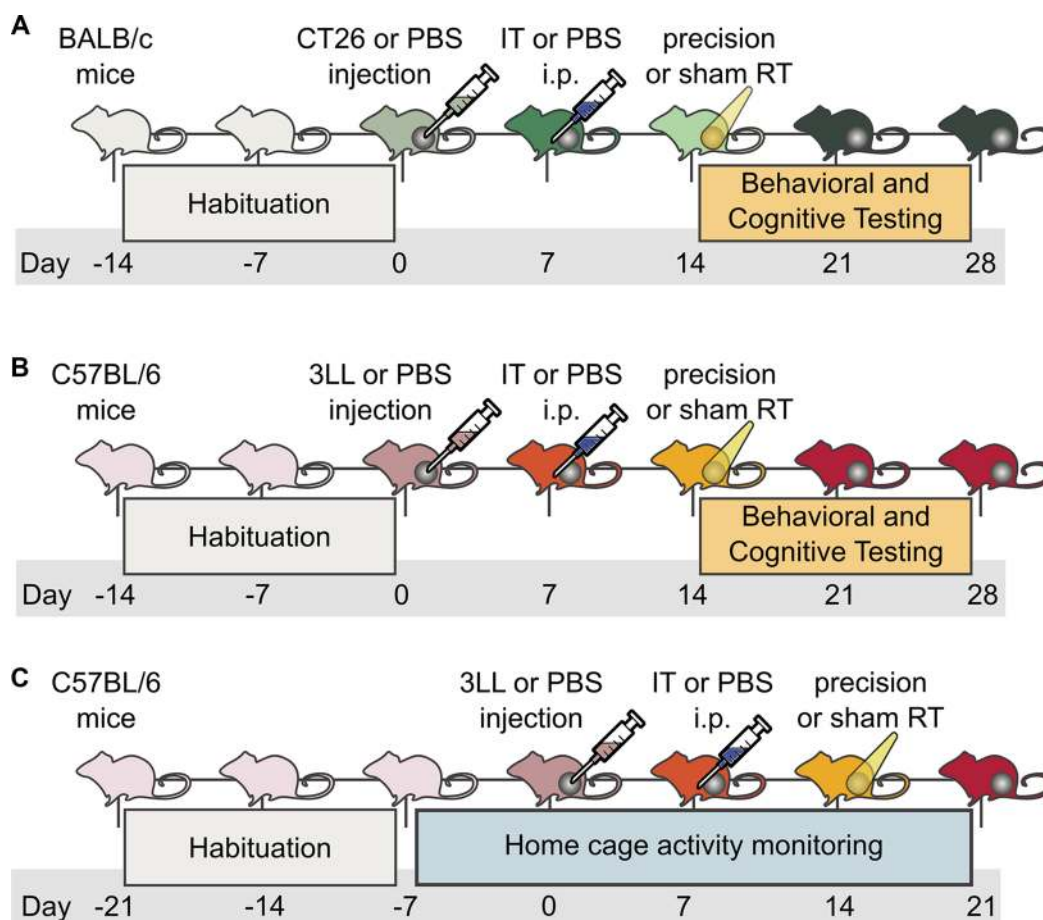 A
BALB/c
mice
CT26 or PBS
injection
IT or PBS
i.p.
precision
or sham RT
Habituation
Behavioral and
Cognitive Testing
Day -14 -7 0 7 14 21 28
B
C57BL/6
mice
3LL or PBS
injection
IT or PBS
i.p.
precision
or sham RT
Habituation
Behavioral and
Cognitive Testing
Day -14 -7 0 7 14 21 28
C
C57BL/6
mice
3LL or PBS
injection
IT or PBS
i.p.
precision
or sham RT
Habituation
Home cage activity monitoring
Day -21 -14 -7 0 7 14 21